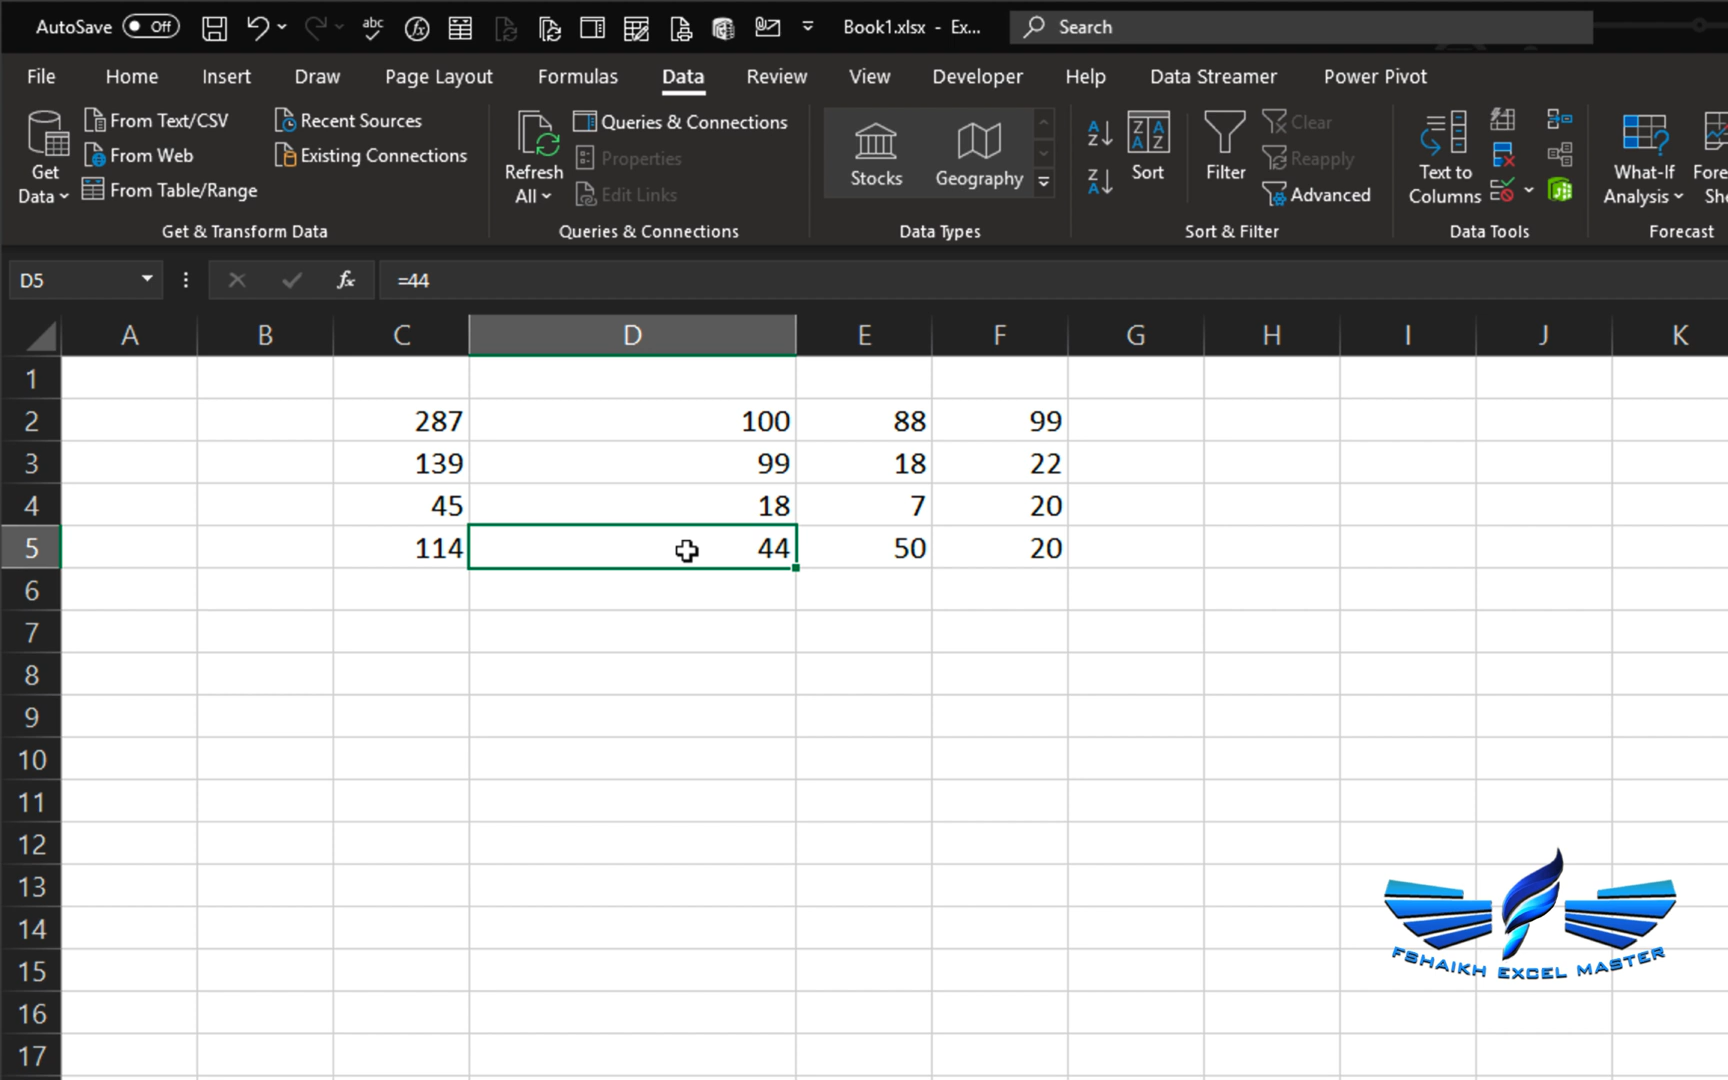 AutoSave Off abc Book1.xlsx - Ex... Search
File Home Insert Draw Page Layout Formulas Data Review View Developer Help Data Streamer Power Pivot
Get Data
From Text/CSV
From Web
From Table/Range
Recent Sources
Existing Connections
Get & Transform Data
Refresh All
Queries & Connections
Properties
Edit Links
Queries & Connections
Stocks
Geography
Data Types
Sort
Filter
Clear
Reapply
Advanced
Sort & Filter
Text to
Columns
Data Tools
What-If
Analysis
Fore
Sh
Forecast
D5 fx =44
A B C D E F G H I J K
1
2 287 100 88 99
3 139 99 18 22
4 45 18 7 20
5 114 44 50 20
6
7
8
9
10
11
12
13
14
15
16
17
FSHAIKH EXCEL MASTER